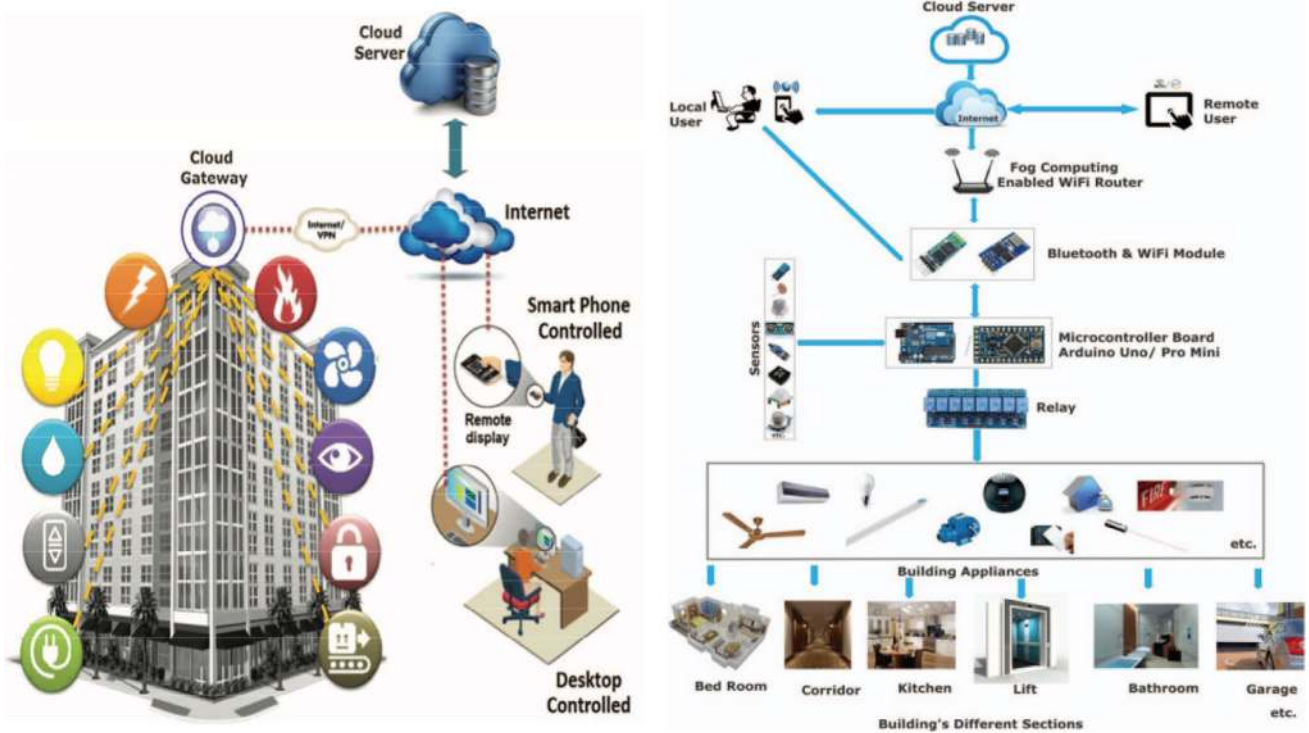 Cloud
Server
Cloud
Gateway
Internet/
VPN
Internet
Smart Phone
Controlled
Remote
display
Desktop
Controlled
Cloud Server
Local
User
Internet
Remote
User
Fog Computing
Enabled WiFi Router
Bluetooth & WiFi Module
Sensors
etc.
Microcontroller Board
Arduino Uno/ Pro Mini
Relay
FIRE
etc.
Building Appliances
Bed Room
Corridor
Kitchen
Lift
Bathroom
Garage
etc.
Building's Different Sections